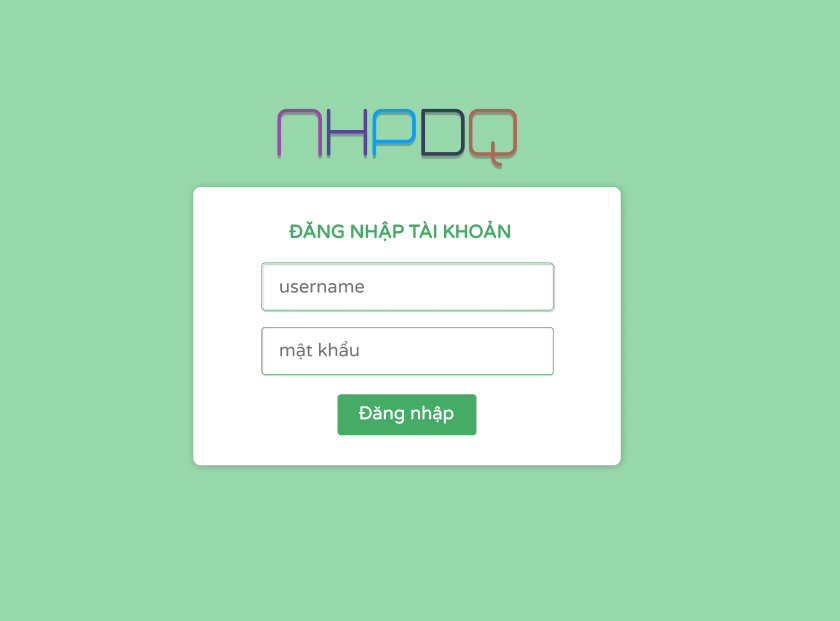 NHPDQ
ĐĂNG NHẬP TÀI KHOẢN
username
mật khẩu
Đăng nhập